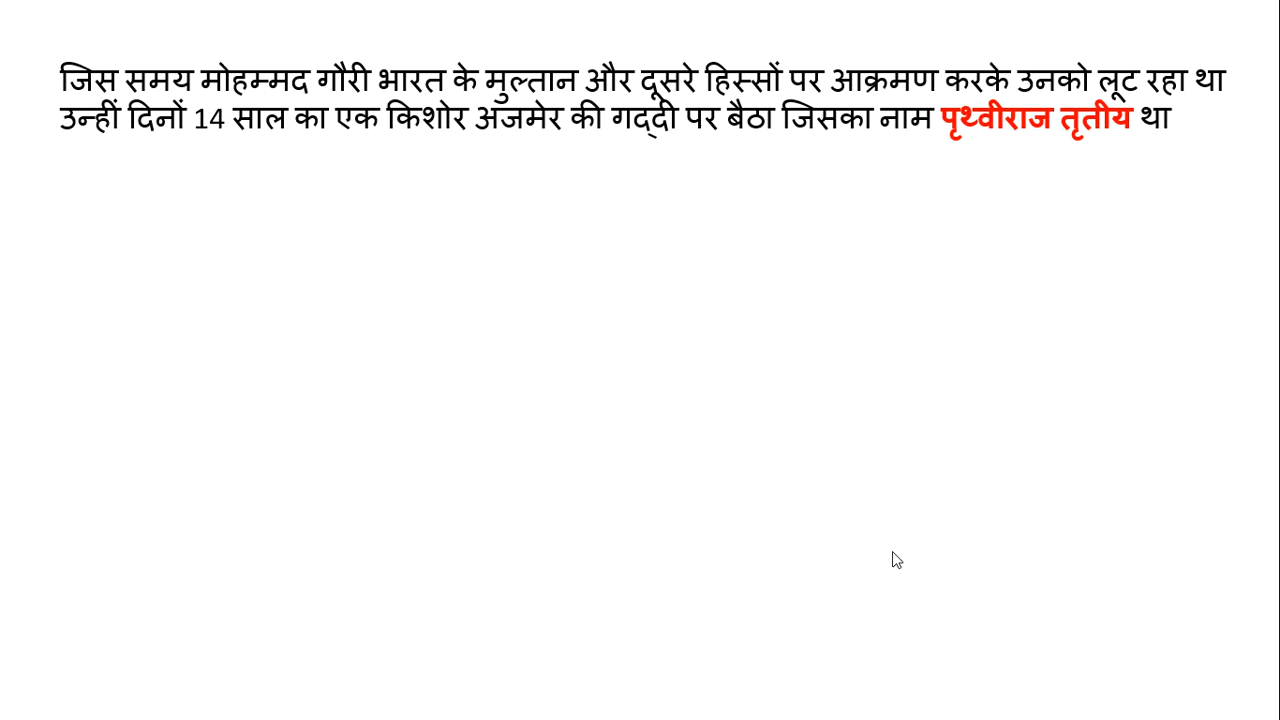 जिस समय मोहम्मद गौरी भारत के मुल्तान और दूसरे हिस्सों पर आक्रमण करके उनको लूट रहा था
उन्हीं दिनों 14 साल का एक किशोर अजमेर की गद्दी पर बैठा जिसका नाम पृथ्वीराज तृतीय था